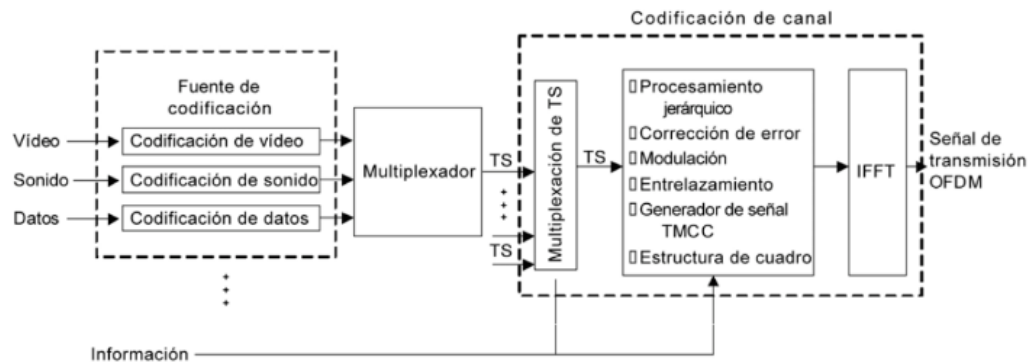 Codificación de canal
Fuente de
codificación
Vídeo
Codificación de vídeo
Sonido
Codificación de sonido
Datos
Codificación de datos
Multiplexador
TS
TS
Multiplexación de TS
TS
Procesamiento
jerárquico
Corrección de error
Modulación
Entrelazamiento
Generador de señal
TMCC
Estructura de cuadro
IFFT
Señal de
transmisión
OFDM
Información